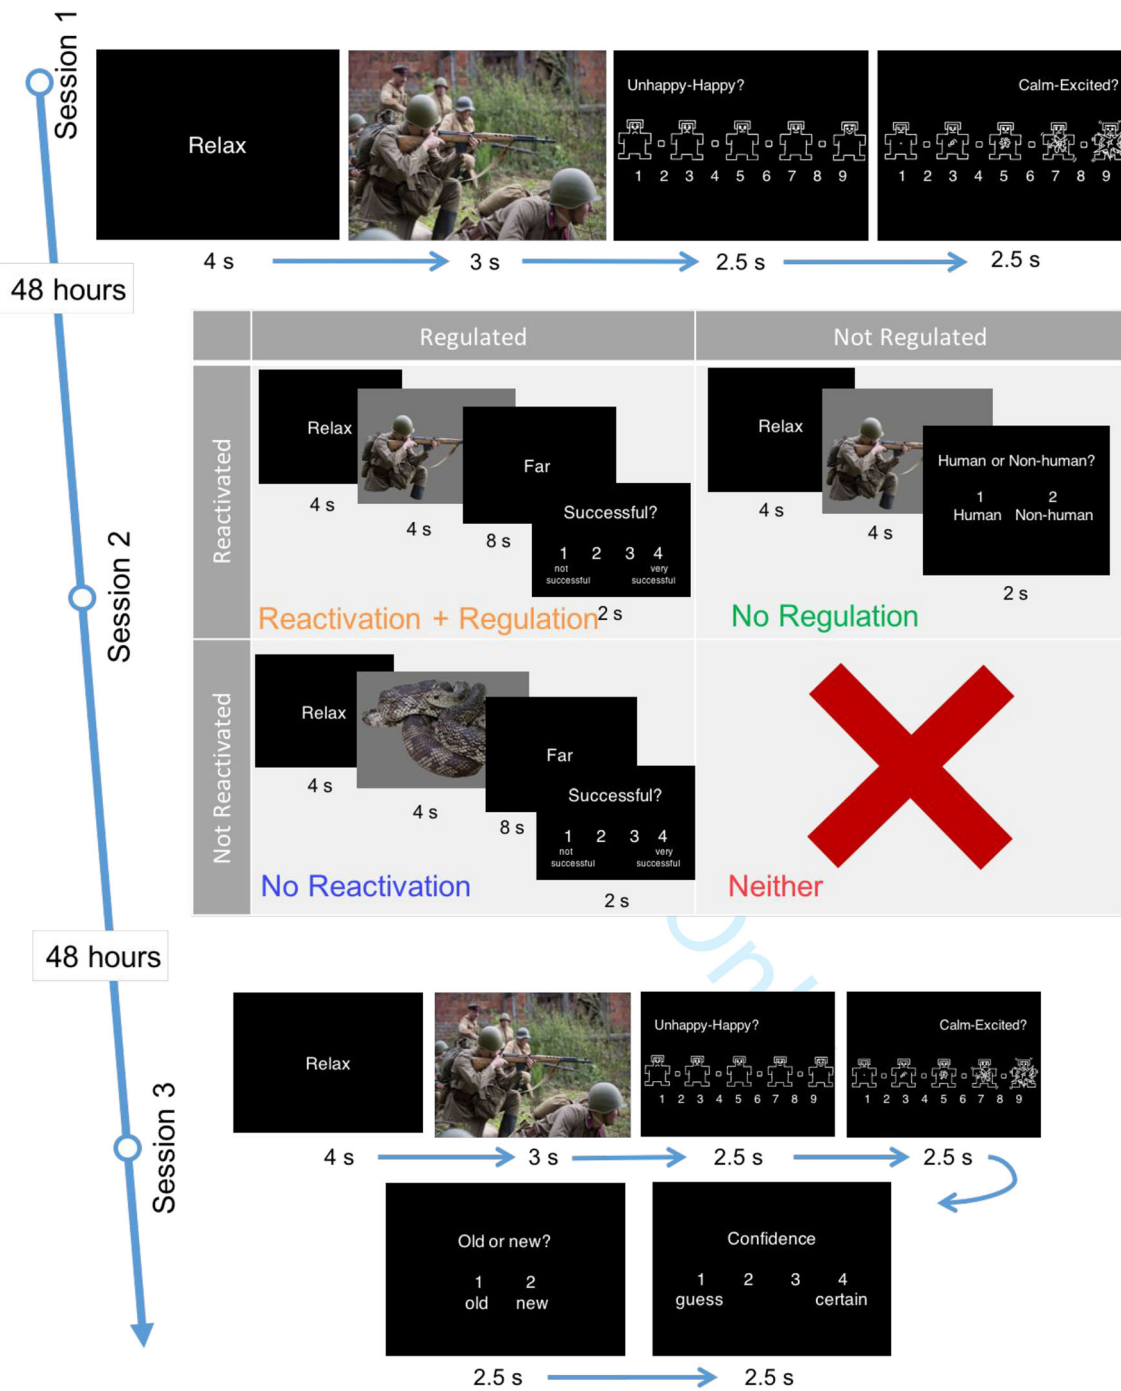 Session 1
Relax
Unhappy-Happy?
1 2 3 4 5 6 7 8 9
Calm-Excited?
1 2 3 4 5 6 7 8 9
4 s
3 s
2.5 s
2.5 s
48 hours
Session 2
Regulated
Not Regulated
Reactivated
Relax
4 s
4 s
Far
8 s
Successful?
1 2 3 4
not successful
very successful
2 s
Reactivation + Regulation
Relax
4 s
4 s
Human or Non-human?
1 2
Human Non-human
2 s
No Regulation
Not Reactivated
Relax
4 s
4 s
Far
8 s
Successful?
1 2 3 4
not successful
very successful
2 s
No Reactivation
Neither
48 hours
Session 3
Relax
Unhappy-Happy?
1 2 3 4 5 6 7 8 9
Calm-Excited?
1 2 3 4 5 6 7 8 9
4 s
3 s
2.5 s
2.5 s
Old or new?
1 2
old new
Confidence
1 2 3 4
guess certain
2.5 s
2.5 s